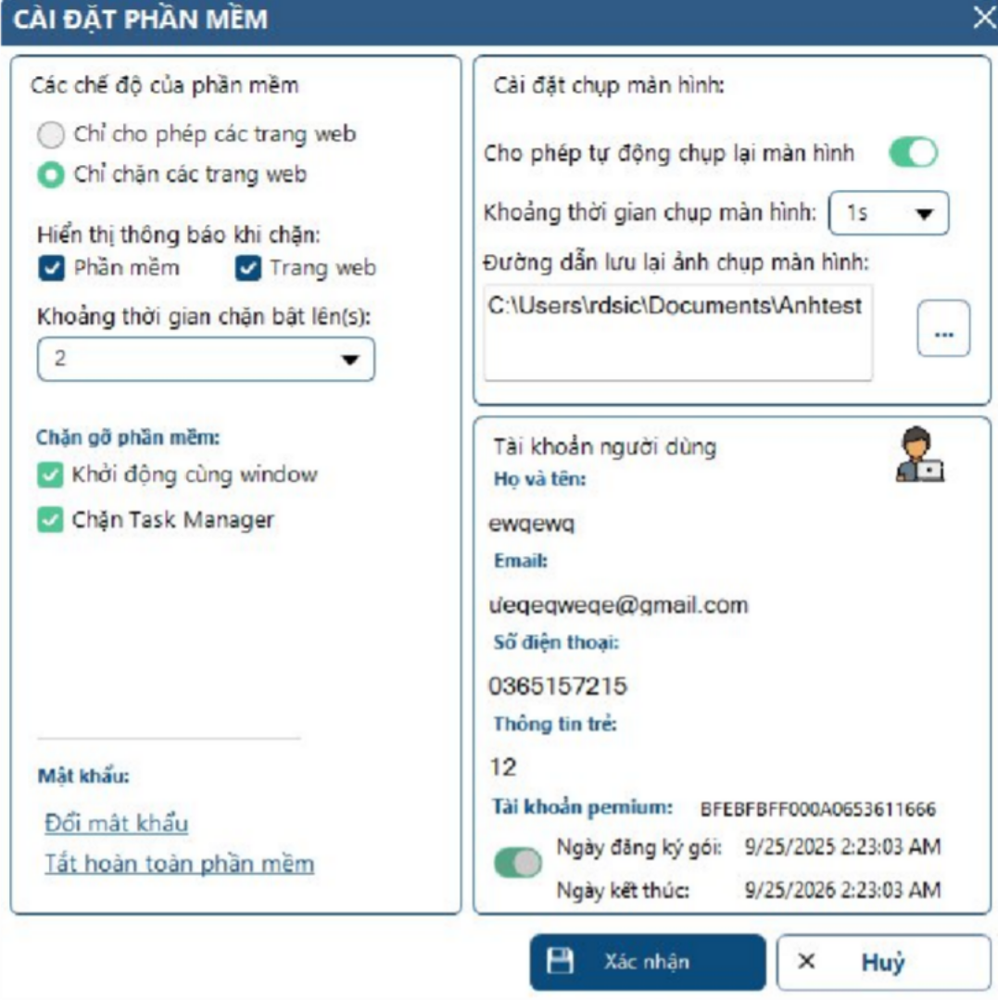 CÀI ĐẶT PHẦN MỀM
Các chế độ của phần mềm
Chỉ cho phép các trang web
Chỉ chặn các trang web
Hiển thị thông báo khi chặn:
Phần mềm Trang web
Khoảng thời gian chặn bật lên(s):
2
Chặn gỡ phần mềm:
Khởi động cùng window
Chặn Task Manager
Mật khẩu:
Đổi mật khẩu
Tắt hoàn toàn phần mềm
Cài đặt chụp màn hình:
Cho phép tự động chụp lại màn hình
Khoảng thời gian chụp màn hình: 1s
Đường dẫn lưu lại ảnh chụp màn hình:
C:\Users\rdsic\Documents\Anhtest
...
Tài khoản người dùng
Họ và tên:
ewqewq
Email:
ưeqeqweqe@gmail.com
Số điện thoại:
0365157215
Thông tin trẻ:
12
Tài khoản pemium: BFEBFBFF000A0653611666
Ngày đăng ký gói: 9/25/2025 2:23:03 AM
Ngày kết thúc: 9/25/2026 2:23:03 AM
Xác nhận
Huỷ